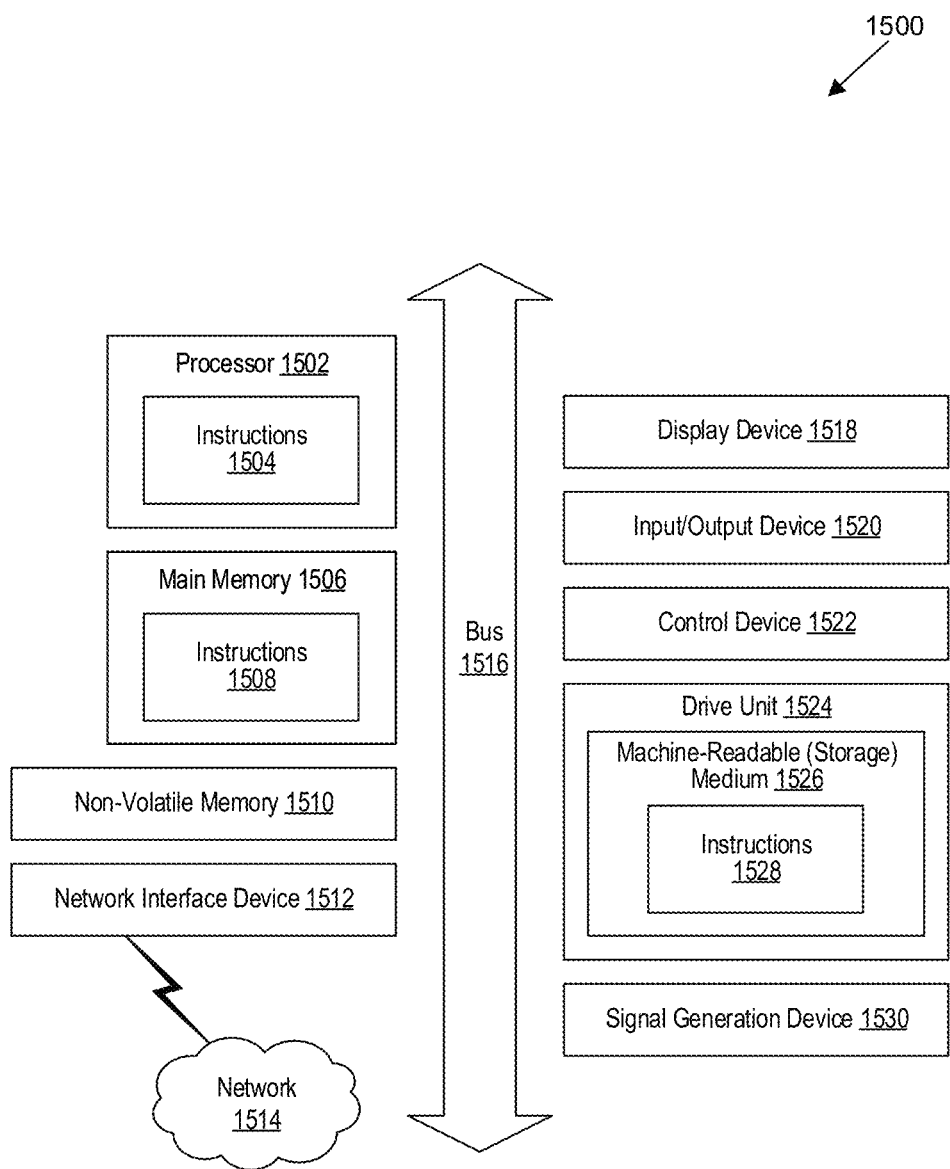 1500
Processor 1502
Instructions
1504
Main Memory 1506
Instructions
1508
Non-Volatile Memory 1510
Network Interface Device 1512
Network
1514
Bus
1516
Display Device 1518
Input/Output Device 1520
Control Device 1522
Drive Unit 1524
Machine-Readable (Storage)
Medium 1526
Instructions
1528
Signal Generation Device 1530